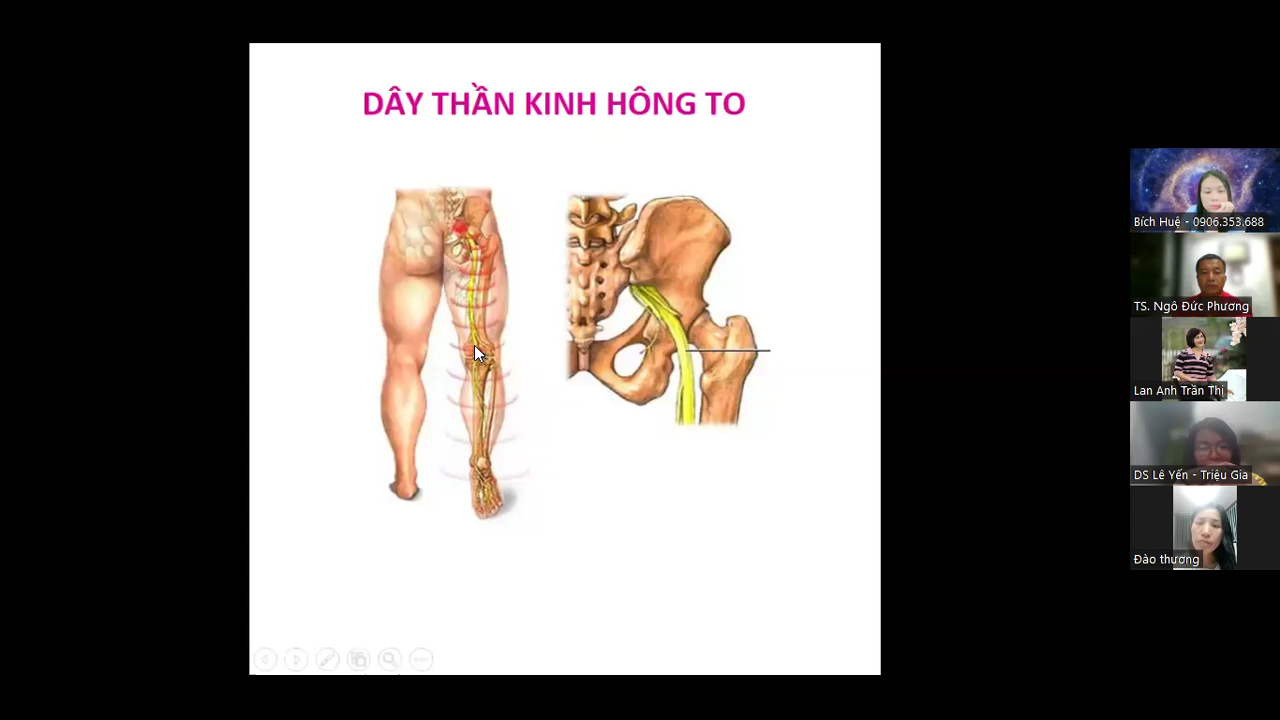 DÂY THẦN KINH HÔNG TO
Bích Huệ - 0906.353.688
TS. Ngô Đức Phương
Lan Anh Trần Thị
DS Lê Yến - Triệu Gia
Đào thương